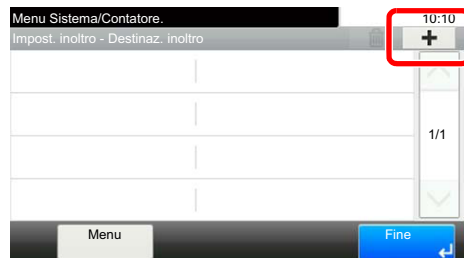 Menu Sistema/Contatore. 10:10
Impost. inoltro - Destinaz. inoltro +
1/1
Menu Fine